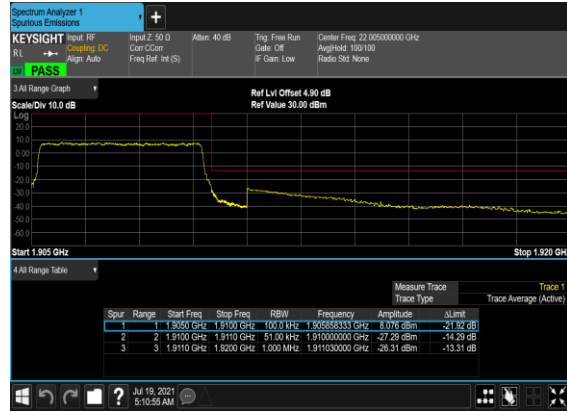 Spectrum Analyzer 1
Spurious Emissions
+
KEYSIGHT Input: RF Input Z: 50 Ω Atten: 40 dB Trig: Free Run Center Freq: 22.005000000 GHz
RL Coupling: DC Corr CCorr Gate: Off Avg|Hold: 100/100
Align: Auto Freq Ref: Int (S) IF Gain: Low Radio Std: None
PASS
3 All Range Graph
Ref Lvl Offset 4.90 dB
Scale/Div 10.0 dB Ref Value 30.00 dBm
Log
20.0
10.0
0.00
-10.0
-20.0
-30.0
-40.0
-50.0
-60.0
Start 1.905 GHz Stop 1.920 GH
4 All Range Table
Measure Trace Trace 1
Trace Type Trace Average (Active)
Spur Range Start Freq Stop Freq RBW Frequency Amplitude ΔLimit
1 1 1.9050 GHz 1.9100 GHz 100.0 kHz 1.905858333 GHz 8.076 dBm -21.92 dB
2 2 1.9100 GHz 1.9110 GHz 51.00 kHz 1.910000000 GHz -27.29 dBm -14.29 dB
3 3 1.9110 GHz 1.9200 GHz 1.000 MHz 1.911030000 GHz -26.31 dBm -13.31 dB
? Jul 19, 2021
5:10:55 AM